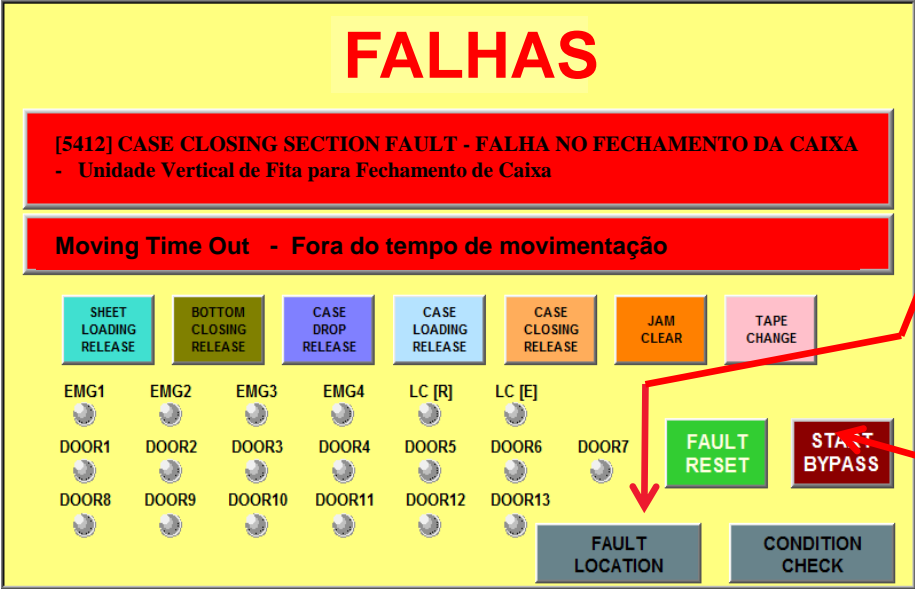 FALHAS
[5412] CASE CLOSING SECTION FAULT - FALHA NO FECHAMENTO DA CAIXA
- Unidade Vertical de Fita para Fechamento de Caixa
Moving Time Out - Fora do tempo de movimentação
SHEET
LOADING
RELEASE
BOTTOM
CLOSING
RELEASE
CASE
DROP
RELEASE
CASE
LOADING
RELEASE
CASE
CLOSING
RELEASE
JAM
CLEAR
TAPE
CHANGE
EMG1 EMG2 EMG3 EMG4 LC [R] LC [E]
DOOR1 DOOR2 DOOR3 DOOR4 DOOR5 DOOR6 DOOR7
DOOR8 DOOR9 DOOR10 DOOR11 DOOR12 DOOR13
FAULT
RESET
START
BYPASS
FAULT
LOCATION
CONDITION
CHECK